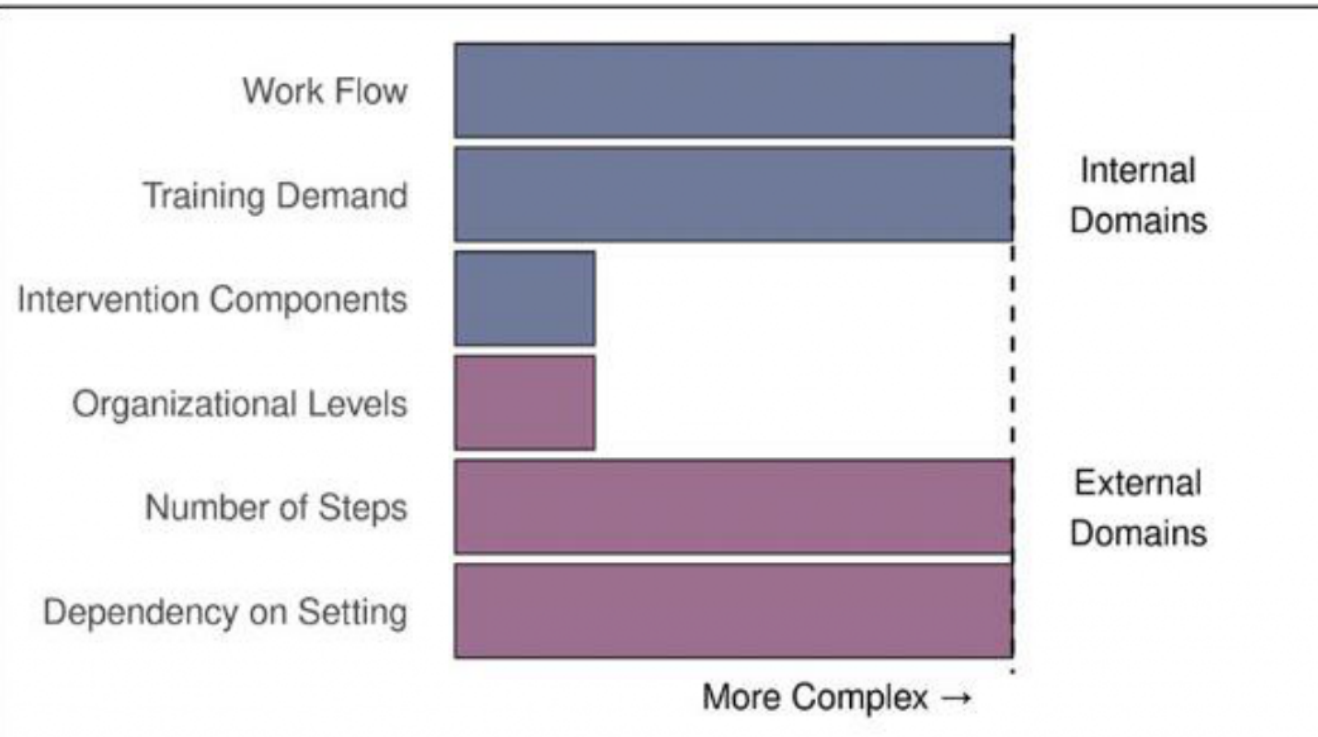 Work Flow
Training Demand
Intervention Components
Organizational Levels
Number of Steps
Dependency on Setting
Internal
Domains
External
Domains
More Complex →